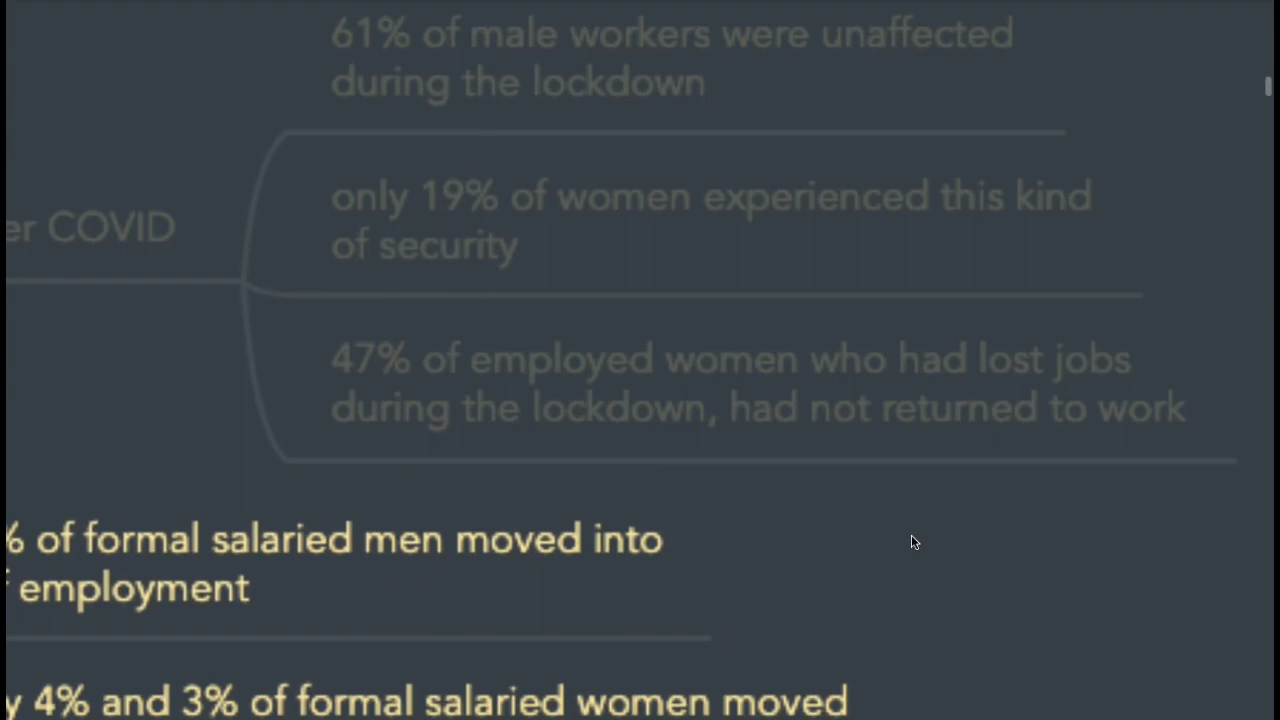 61% of male workers were unaffected
during the lockdown
only 19% of women experienced this kind
of security
er COVID
47% of employed women who had lost jobs
during the lockdown, had not returned to work
% of formal salaried men moved into
employment
y 4% and 3% of formal salaried women moved